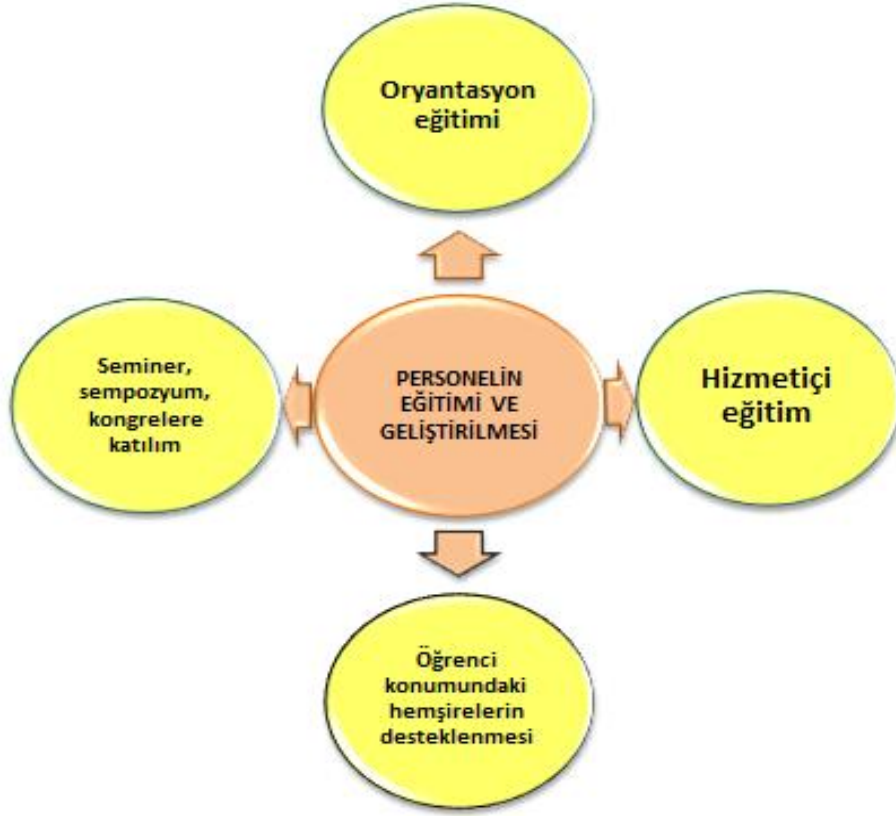 Oryantasyon
eğitimi
Seminer,
sempozyum,
kongrelere
katılım
PERSONELİN
EĞİTİMİ VE
GELİŞTİRİLMESİ
Hizmetiçi
eğitim
Öğrenci
konumundaki
hemşirelerin
desteklenmesi